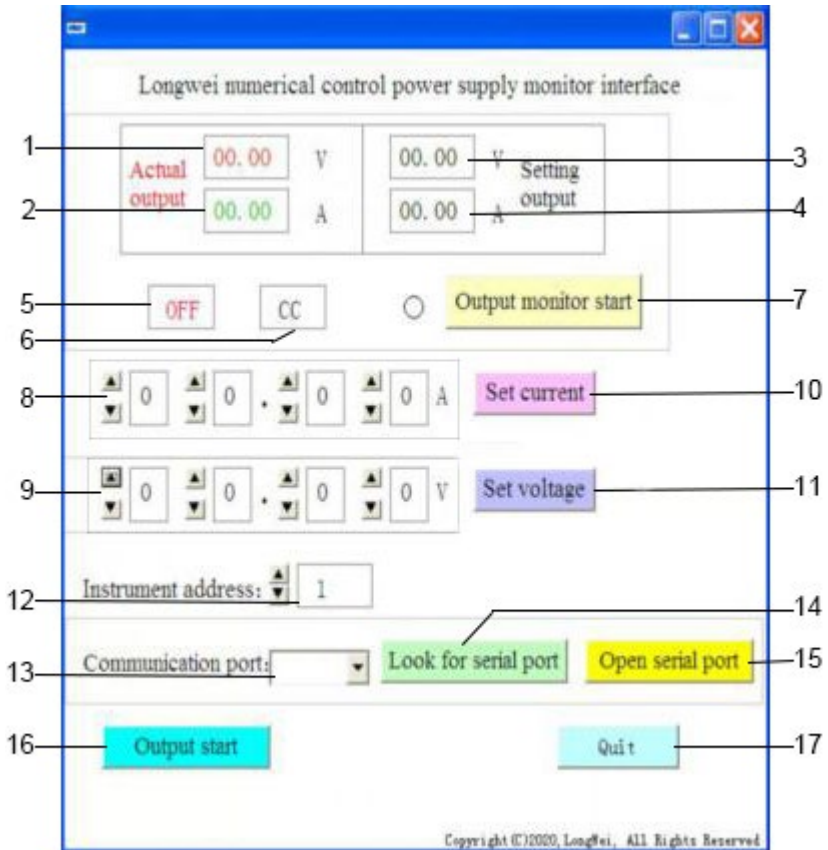 Longwei numerical control power supply monitor interface
1 Actual output 00.00 V 00.00 V Setting output 3
2 00.00 A 00.00 A 4
5 OFF CC Output monitor start 7
6
8 0 0 . 0 0 A Set current 10
9 0 0 . 0 0 V Set voltage 11
12 Instrument address: 1
14
13 Communication port: Look for serial port Open serial port 15
16 Output start Quit 17
Copyright (C)2020, LongWei, All Rights Reserved